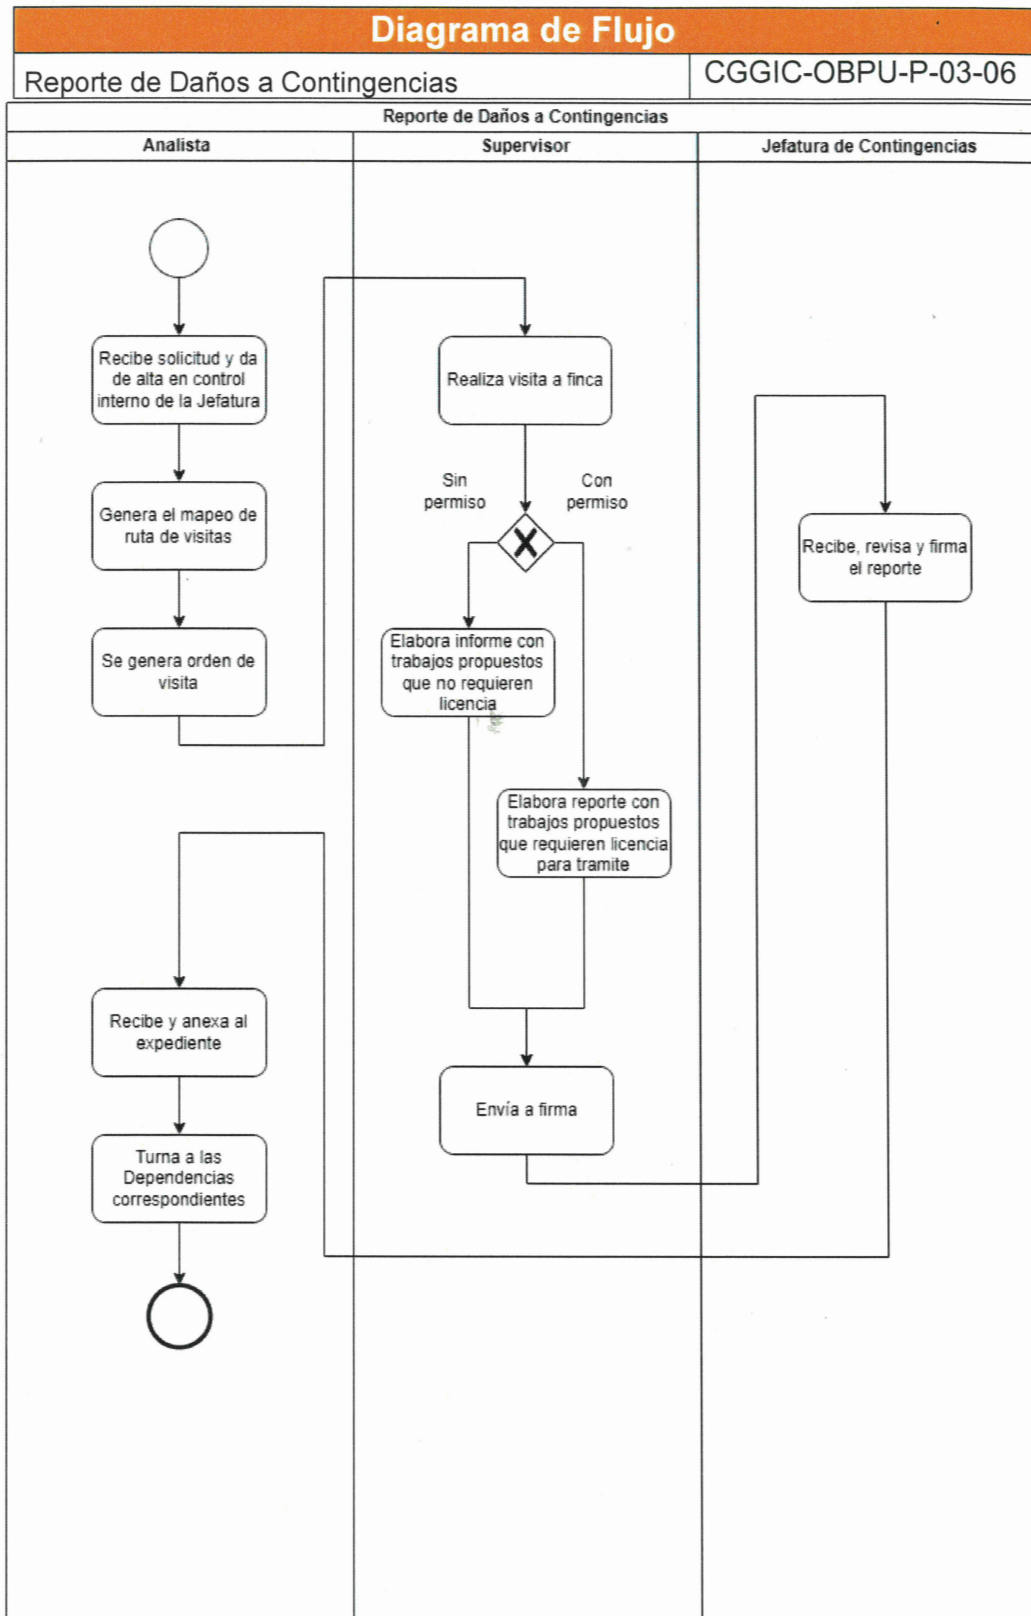 Diagrama de Flujo
Reporte de Daños a Contingencias
CGGIC-OBPU-P-03-06
Reporte de Daños a Contingencias
Analista
Supervisor
Jefatura de Contingencias
Recibe solicitud y da
de alta en control
interno de la Jefatura
Genera el mapeo de
ruta de visitas
Se genera orden de
visita
Realiza visita a finca
Sin
permiso
Con
permiso
Elabora informe con
trabajos propuestos
que no requieren
licencia
Elabora reporte con
trabajos propuestos
que requieren licencia
para tramite
Envía a firma
Recibe, revisa y firma
el reporte
Recibe y anexa al
expediente
Turna a las
Dependencias
correspondientes